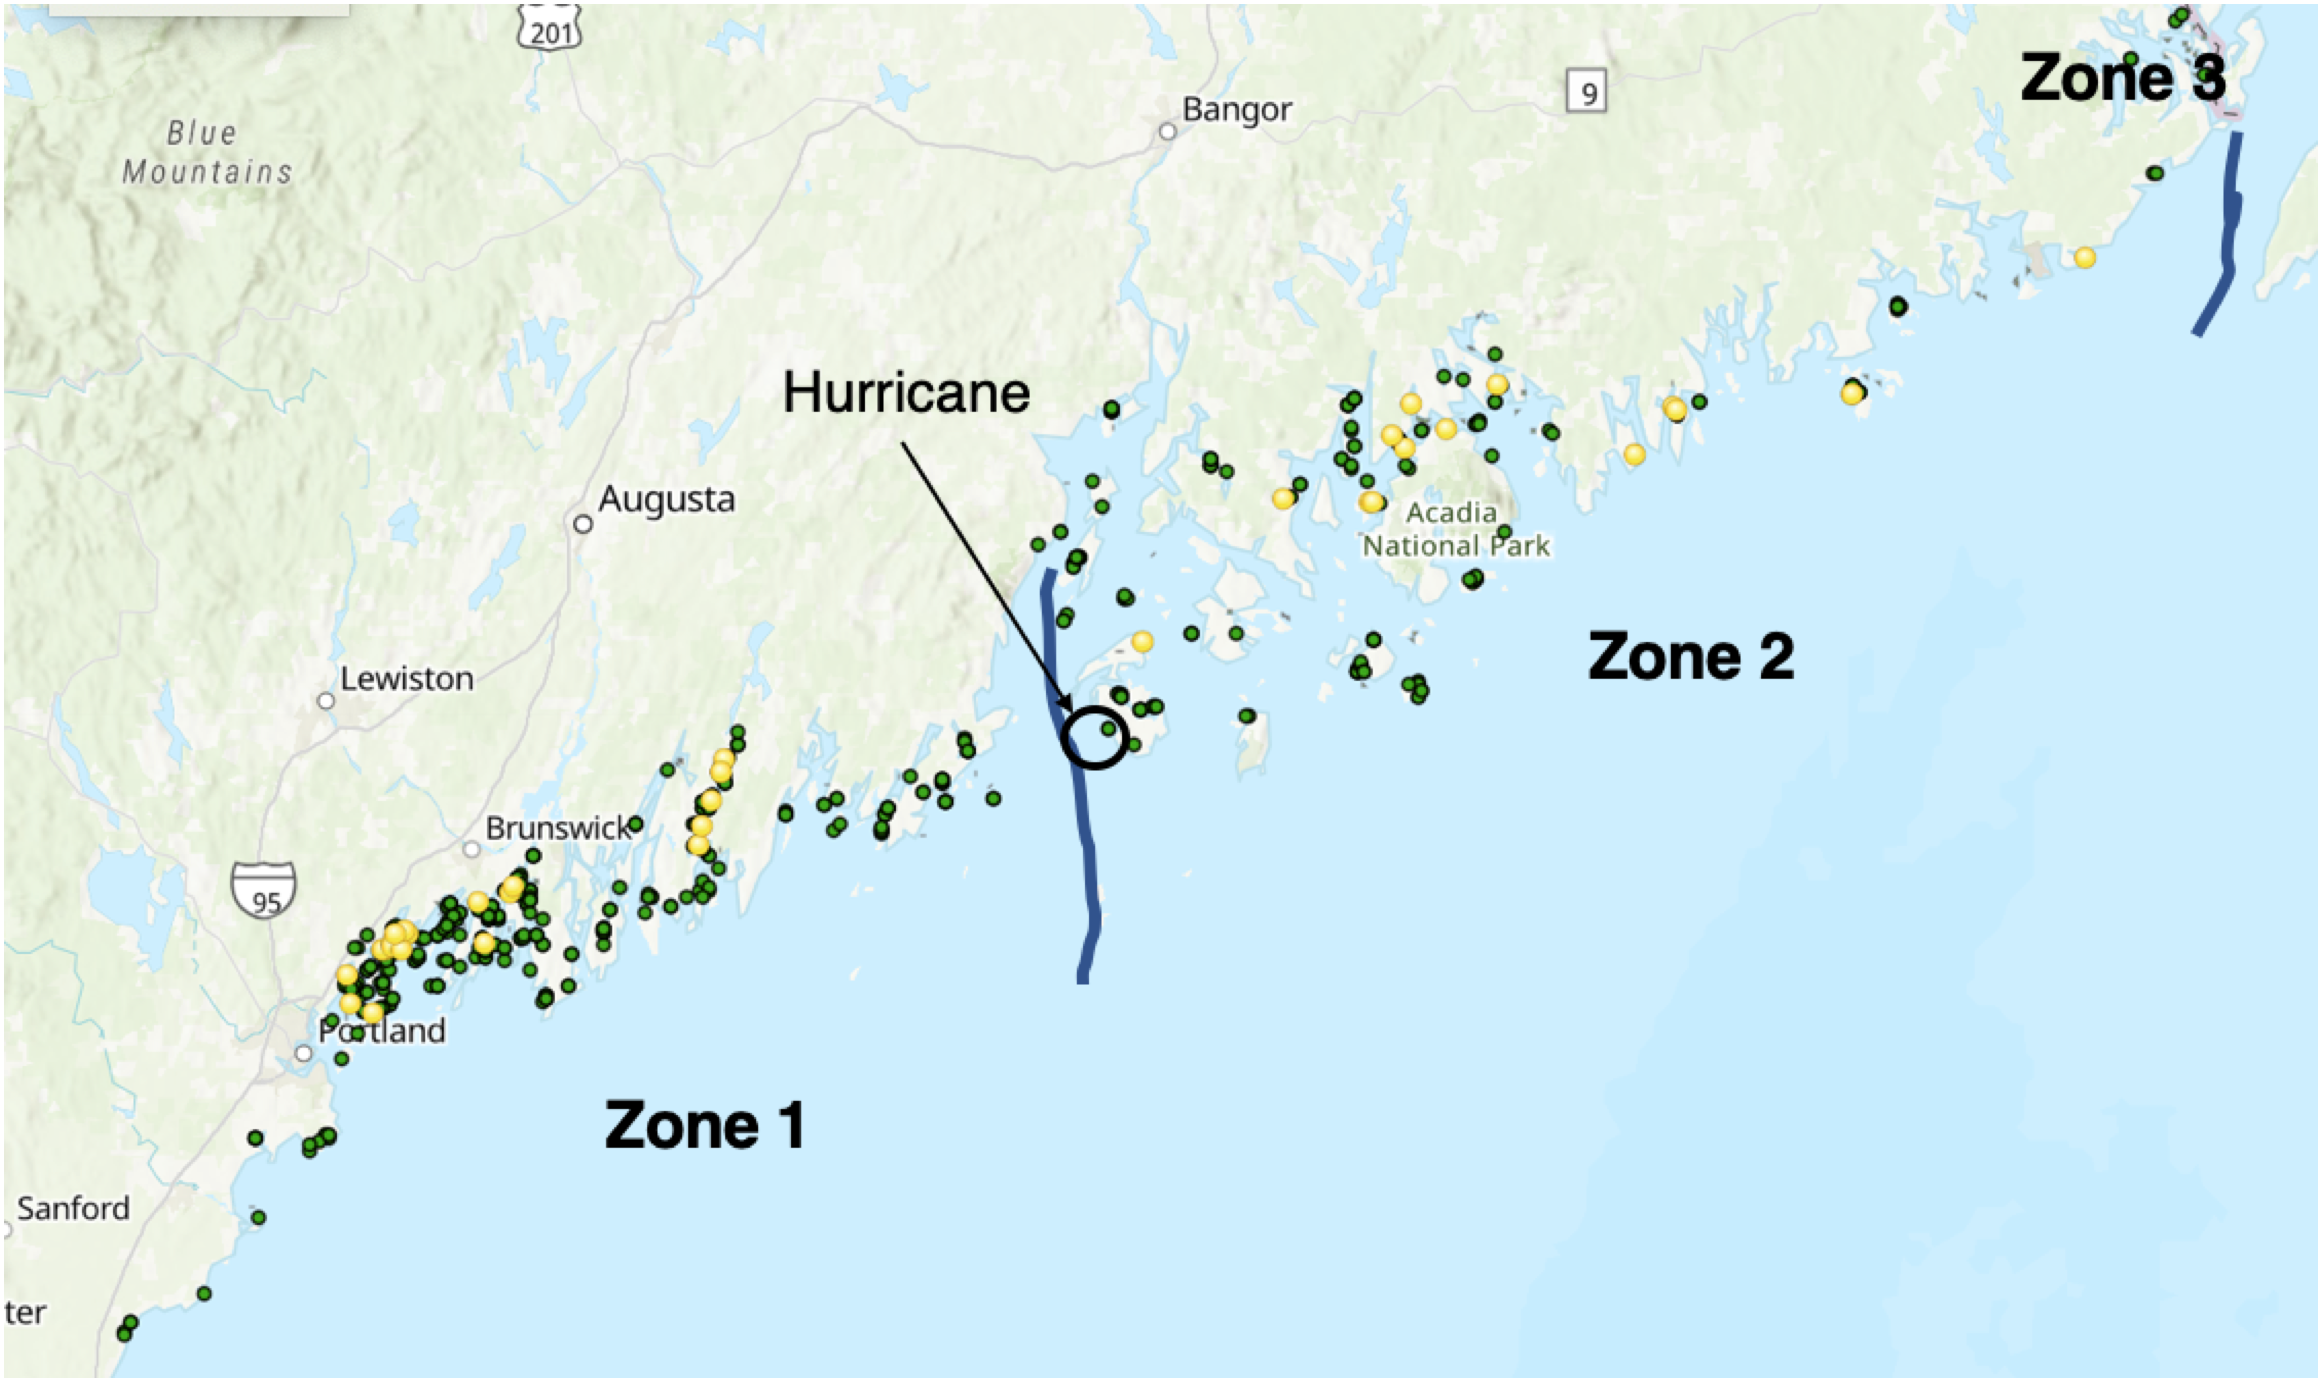 201
Zone 3
9
Bangor
Blue
Mountains
Hurricane
Augusta
Acadia
National Park
Zone 2
Lewiston
Brunswick
95
Portland
Zone 1
Sanford
ter